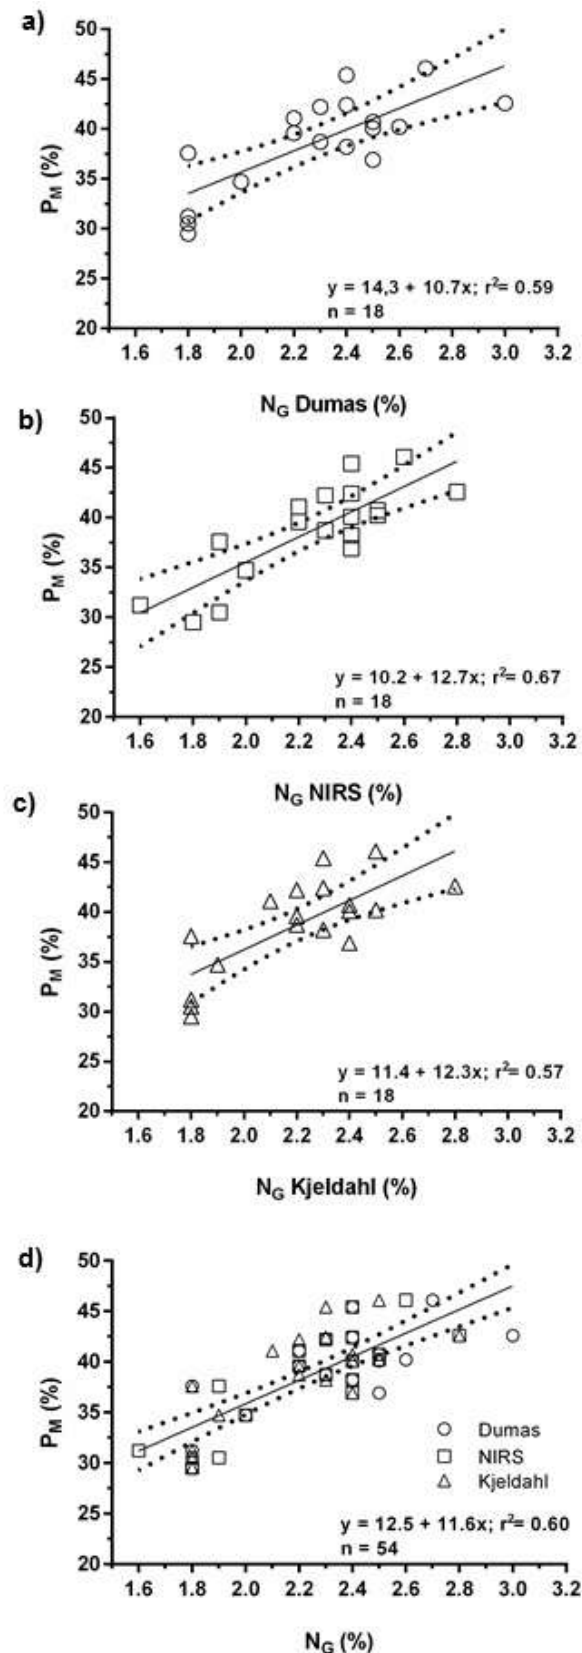 a)
50
45
40
35
30
25
20
P_M (%)
y = 14,3 + 10.7x; r²= 0.59
n = 18
1.6 1.8 2.0 2.2 2.4 2.6 2.8 3.0 3.2
N_G Dumas (%)
b)
50
45
40
35
30
25
20
P_M (%)
y = 10.2 + 12.7x; r²= 0.67
n = 18
1.6 1.8 2.0 2.2 2.4 2.6 2.8 3.0 3.2
N_G NIRS (%)
c)
50
45
40
35
30
25
20
P_M (%)
y = 11.4 + 12.3x; r²= 0.57
n = 18
1.6 1.8 2.0 2.2 2.4 2.6 2.8 3.0 3.2
N_G Kjeldahl (%)
d)
50
45
40
35
30
25
20
P_M (%)
Dumas
NIRS
Kjeldahl
y = 12.5 + 11.6x; r²= 0.60
n = 54
1.6 1.8 2.0 2.2 2.4 2.6 2.8 3.0 3.2
N_G (%)